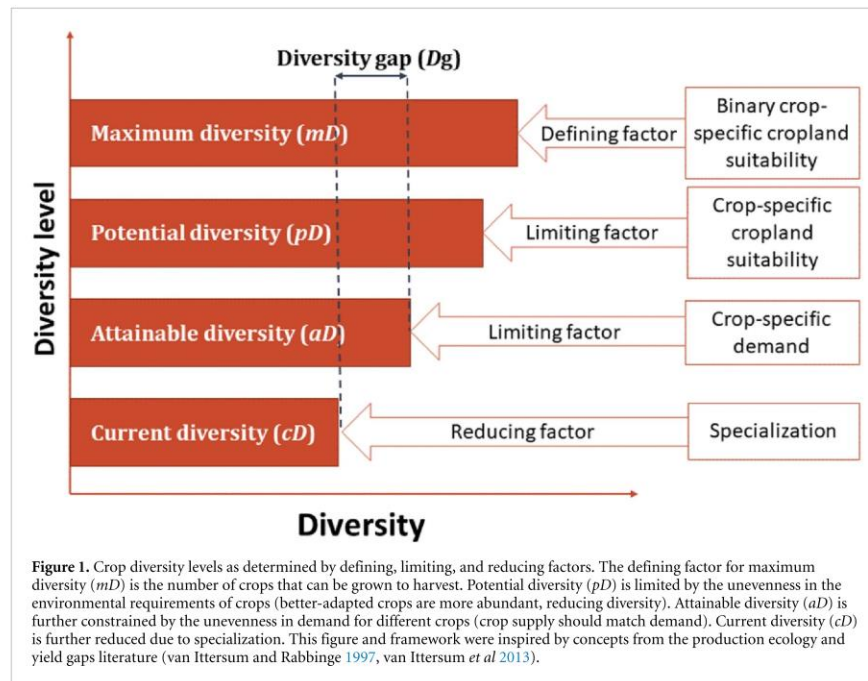 Diversity gap (Dg)
Maximum diversity (mD)
Defining factor
Binary crop-
specific cropland
suitability
Potential diversity (pD)
Limiting factor
Crop-specific
cropland
suitability
Attainable diversity (aD)
Limiting factor
Crop-specific
demand
Current diversity (cD)
Reducing factor
Specialization
Diversity level
Diversity
Figure 1. Crop diversity levels as determined by defining, limiting, and reducing factors. The defining factor for maximum
diversity (mD) is the number of crops that can be grown to harvest. Potential diversity (pD) is limited by the unevenness in the
environmental requirements of crops (better-adapted crops are more abundant, reducing diversity). Attainable diversity (aD) is
further constrained by the unevenness in demand for different crops (crop supply should match demand). Current diversity (cD)
is further reduced due to specialization. This figure and framework were inspired by concepts from the production ecology and
yield gaps literature (van Ittersum and Rabbinge 1997, van Ittersum et al 2013).